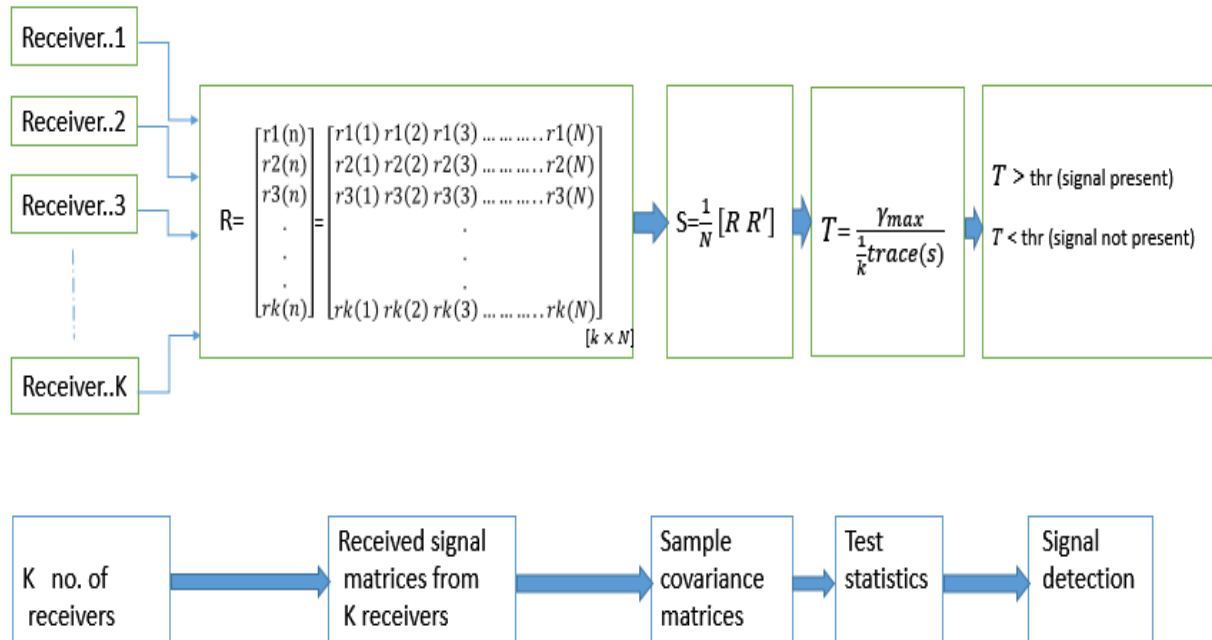 Receiver..1
Receiver..2
Receiver..3
Receiver..K
R= [r1(n) r2(n) r3(n) . . . rk(n)] =
r1(1) r1(2) r1(3) ... ... ... .. r1(N)
r2(1) r2(2) r2(3) ... ... ... .. r2(N)
r3(1) r3(2) r3(3) ... ... ... .. r3(N)
.
.
.
rk(1) rk(2) rk(3) ... ... ... .. rk(N)
[k × N]
S=1/N [R R′]
T= γmax / 1/k trace(s)
T > thr (signal present)
T < thr (signal not present)
K no. of
receivers
Received signal
matrices from
K receivers
Sample
covariance
matrices
Test
statistics
Signal
detection